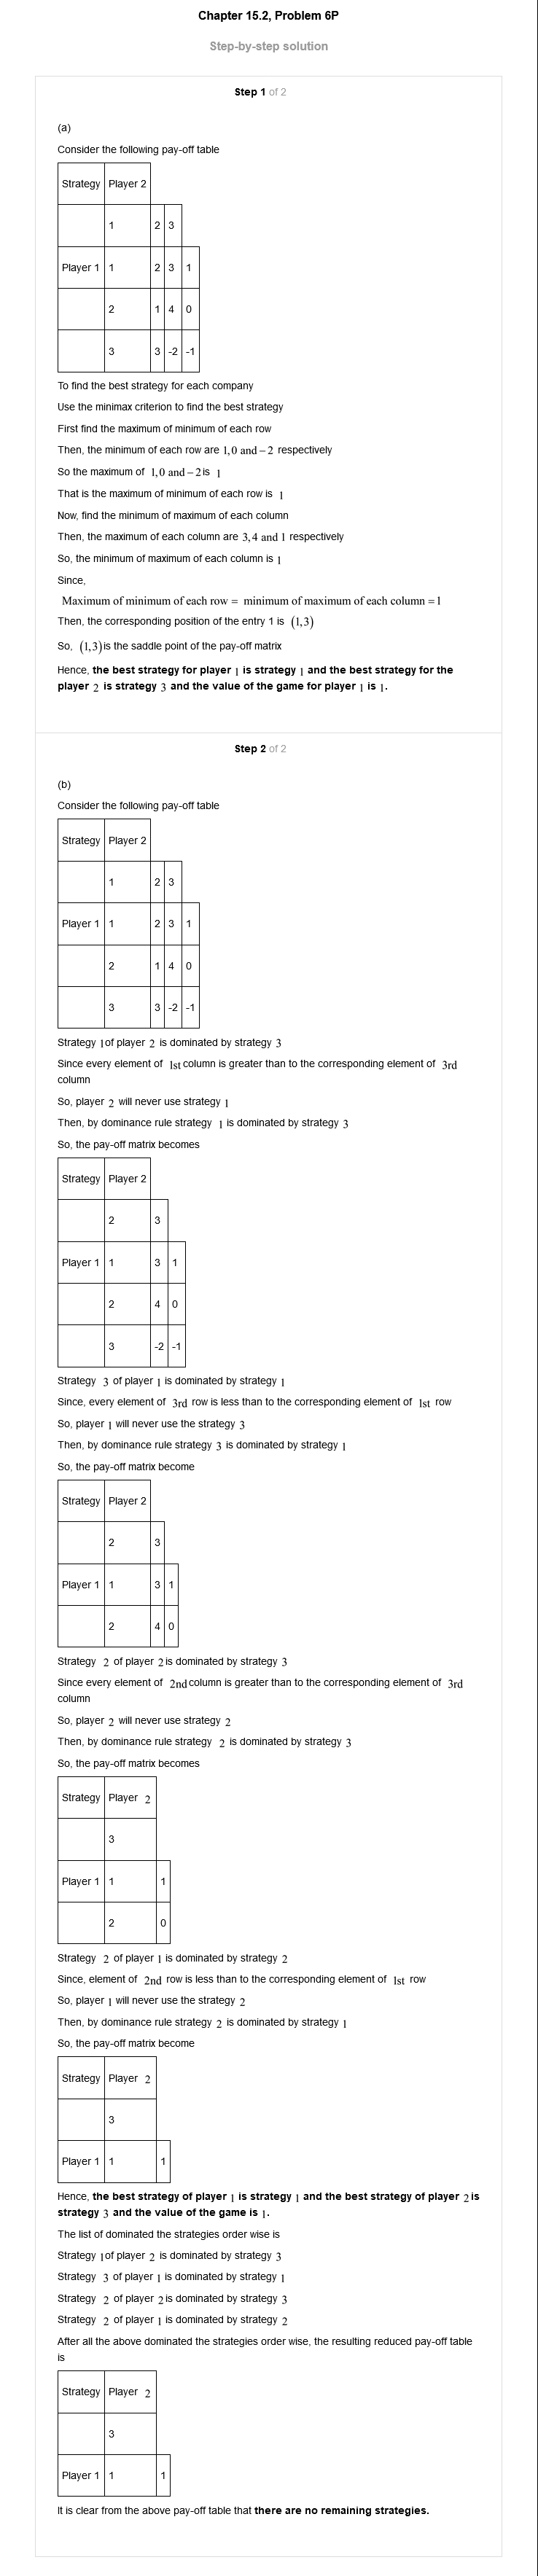 Chapter 15.2, Problem 6P
Step-by-step solution
Step 1 of 2
(a)
Consider the following pay-off table
Strategy Player 2
1 2 3
Player 1 1 2 3 1
2 1 4 0
3 3 -2 -1
To find the best strategy for each company
Use the minimax criterion to find the best strategy
First find the maximum of minimum of each row
Then, the minimum of each row are 1,0 and – 2 respectively
So the maximum of 1,0 and – 2 is 1
That is the maximum of minimum of each row is 1
Now, find the minimum of maximum of each column
Then, the maximum of each column are 3,4 and 1 respectively
So, the minimum of maximum of each column is 1
Since,
Maximum of minimum of each row = minimum of maximum of each column = 1
Then, the corresponding position of the entry 1 is (1,3)
So, (1,3) is the saddle point of the pay-off matrix
Hence, the best strategy for player 1 is strategy 1 and the best strategy for the
player 2 is strategy 3 and the value of the game for player 1 is 1.
Step 2 of 2
(b)
Consider the following pay-off table
Strategy Player 2
1 2 3
Player 1 1 2 3 1
2 1 4 0
3 3 -2 -1
Strategy 1 of player 2 is dominated by strategy 3
Since every element of 1st column is greater than to the corresponding element of 3rd
column
So, player 2 will never use strategy 1
Then, by dominance rule strategy 1 is dominated by strategy 3
So, the pay-off matrix becomes
Strategy Player 2
2 3
Player 1 1 3 1
2 4 0
3 -2 -1
Strategy 3 of player 1 is dominated by strategy 1
Since, every element of 3rd row is less than to the corresponding element of 1st row
So, player 1 will never use the strategy 3
Then, by dominance rule strategy 3 is dominated by strategy 1
So, the pay-off matrix become
Strategy Player 2
2 3
Player 1 1 3 1
2 4 0
Strategy 2 of player 2 is dominated by strategy 3
Since every element of 2nd column is greater than to the corresponding element of 3rd
column
So, player 2 will never use strategy 2
Then, by dominance rule strategy 2 is dominated by strategy 3
So, the pay-off matrix becomes
Strategy Player 2
3
Player 1 1 1
2 0
Strategy 2 of player 1 is dominated by strategy 2
Since, element of 2nd row is less than to the corresponding element of 1st row
So, player 1 will never use the strategy 2
Then, by dominance rule strategy 2 is dominated by strategy 1
So, the pay-off matrix become
Strategy Player 2
3
Player 1 1 1
Hence, the best strategy of player 1 is strategy 1 and the best strategy of player 2 is
strategy 3 and the value of the game is 1.
The list of dominated the strategies order wise is
Strategy 1 of player 2 is dominated by strategy 3
Strategy 3 of player 1 is dominated by strategy 1
Strategy 2 of player 2 is dominated by strategy 3
Strategy 2 of player 1 is dominated by strategy 2
After all the above dominated the strategies order wise, the resulting reduced pay-off table
is
Strategy Player 2
3
Player 1 1 1
It is clear from the above pay-off table that there are no remaining strategies.